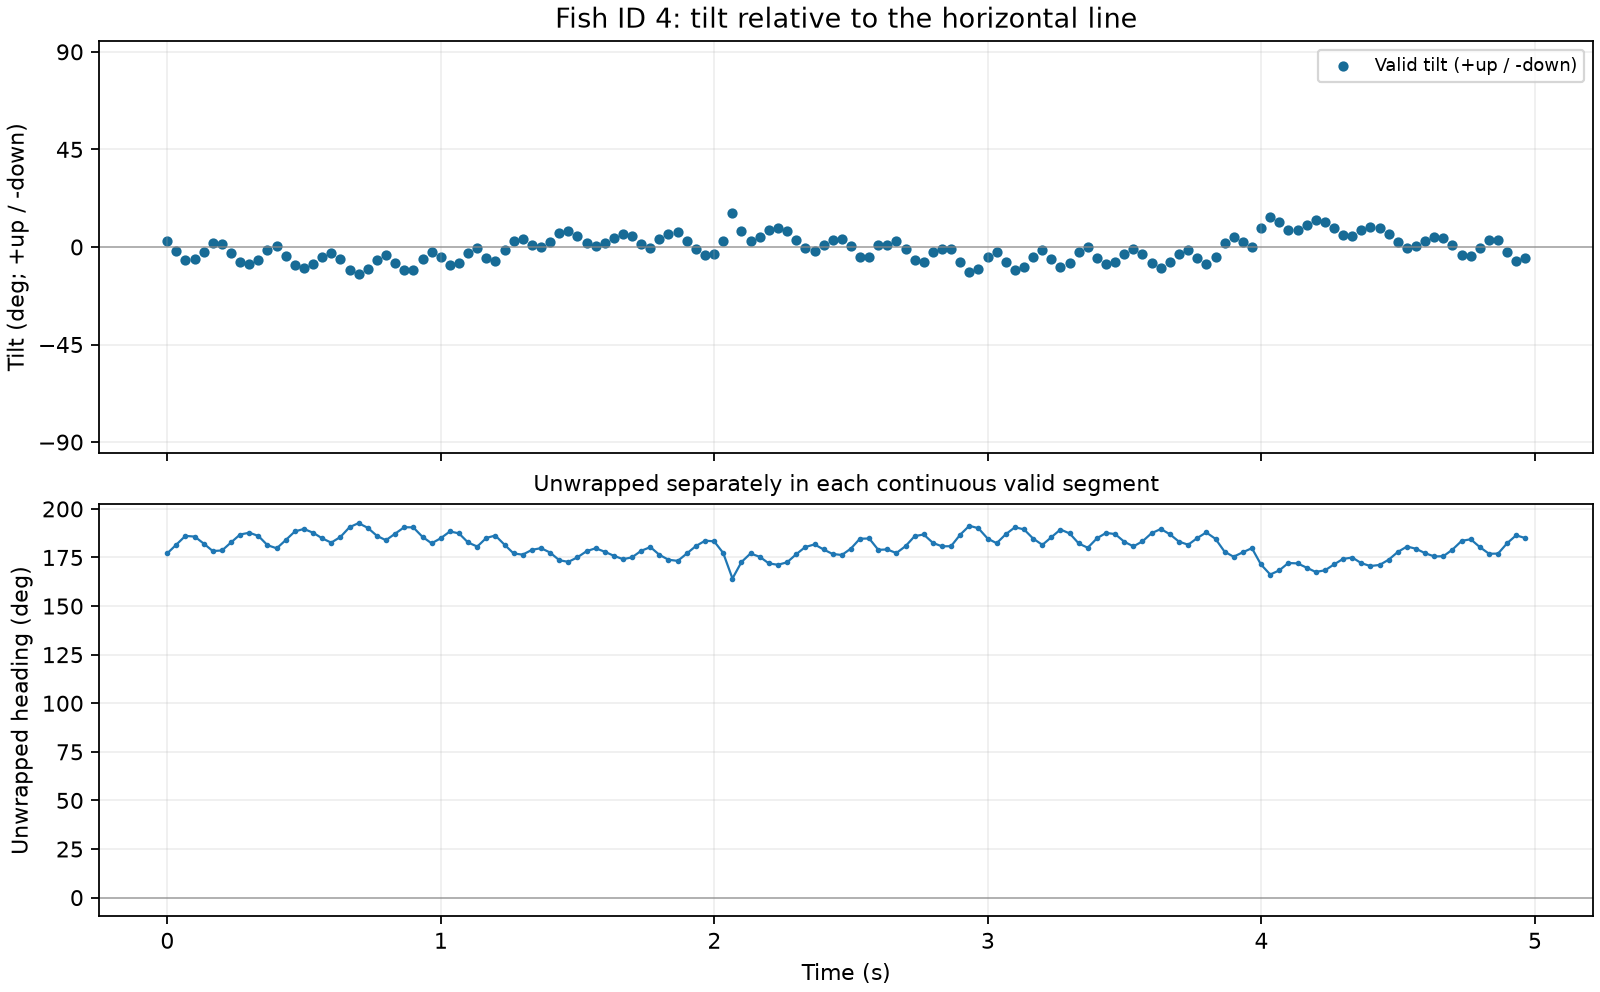 Fish ID 4: tilt relative to the horizontal line
Valid tilt (+up / -down)
Tilt (deg; +up / -down)
90
45
0
−45
−90
Unwrapped separately in each continuous valid segment
Unwrapped heading (deg)
200
175
150
125
100
75
50
25
0
0 1 2 3 4 5
Time (s)